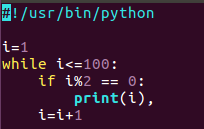 #!/usr/bin/python

i=1
while i<=100:
    if i%2 == 0:
        print(i),
    i=i+1